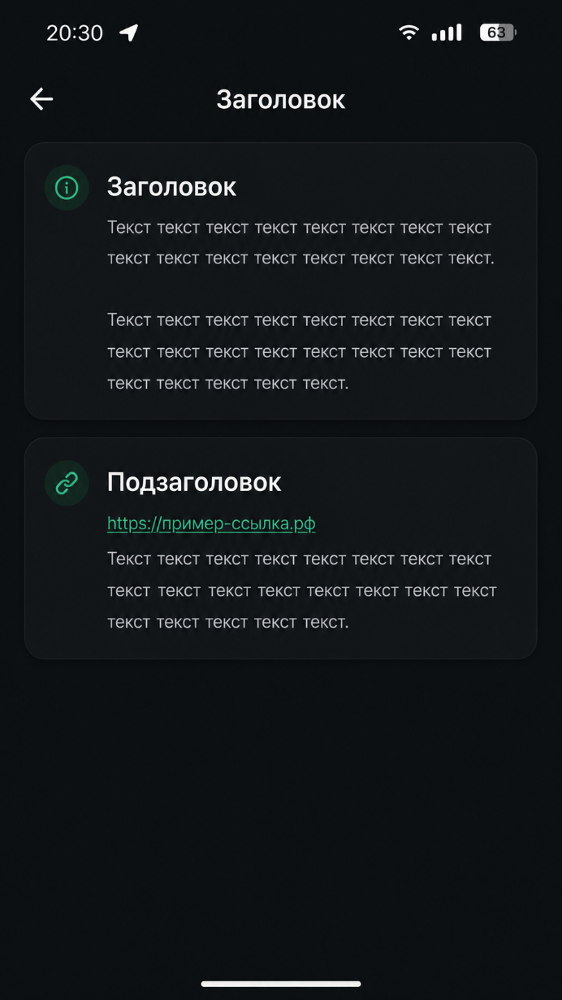 20:30
63
Заголовок
Заголовок
Текст текст текст текст текст текст текст текст
текст текст текст текст текст текст текст текст.
Текст текст текст текст текст текст текст текст
текст текст текст текст текст текст текст текст
текст текст текст текст текст.
Подзаголовок
https://пример-ссылка.рф
Текст текст текст текст текст текст текст текст
текст текст текст текст текст текст текст текст
текст текст текст текст текст.